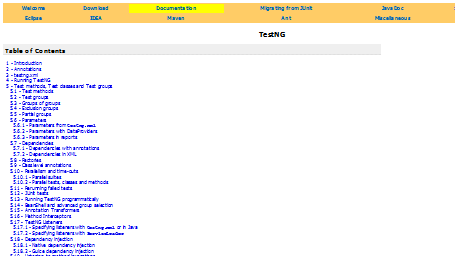 Welcome Download Documentation Migrating from JUnit JavaDoc
Eclipse IDEA Maven Ant Miscellaneous
TestNG
Table of Contents
1 - Introduction
2 - Annotations
3 - testng.xml
4 - Running TestNG
5 - Test methods, Test classes and Test groups
5.1 - Test methods
5.2 - Test groups
5.3 - Groups of groups
5.4 - Exclusion groups
5.5 - Partial groups
5.6 - Parameters
5.6.1 - Parameters from testng.xml
5.6.2 - Parameters with DataProviders
5.6.3 - Parameters in reports
5.7 - Dependencies
5.7.1 - Dependencies with annotations
5.7.2 - Dependencies in XML
5.8 - Factories
5.9 - Class level annotations
5.10 - Parallelism and time-outs
5.10.1 - Parallel suites
5.10.2 - Parallel tests, classes and methods
5.11 - Rerunning failed tests
5.12 - JUnit tests
5.13 - Running TestNG programmatically
5.14 - BeanShell and advanced group selection
5.15 - Annotation Transformers
5.16 - Method Interceptors
5.17 - TestNG Listeners
5.17.1 - Specifying listeners with testng.xml or in Java
5.17.2 - Specifying listeners with ServiceLoader
5.18 - Dependency injection
5.18.1 - Native dependency injection
5.18.2 - Guice dependency injection